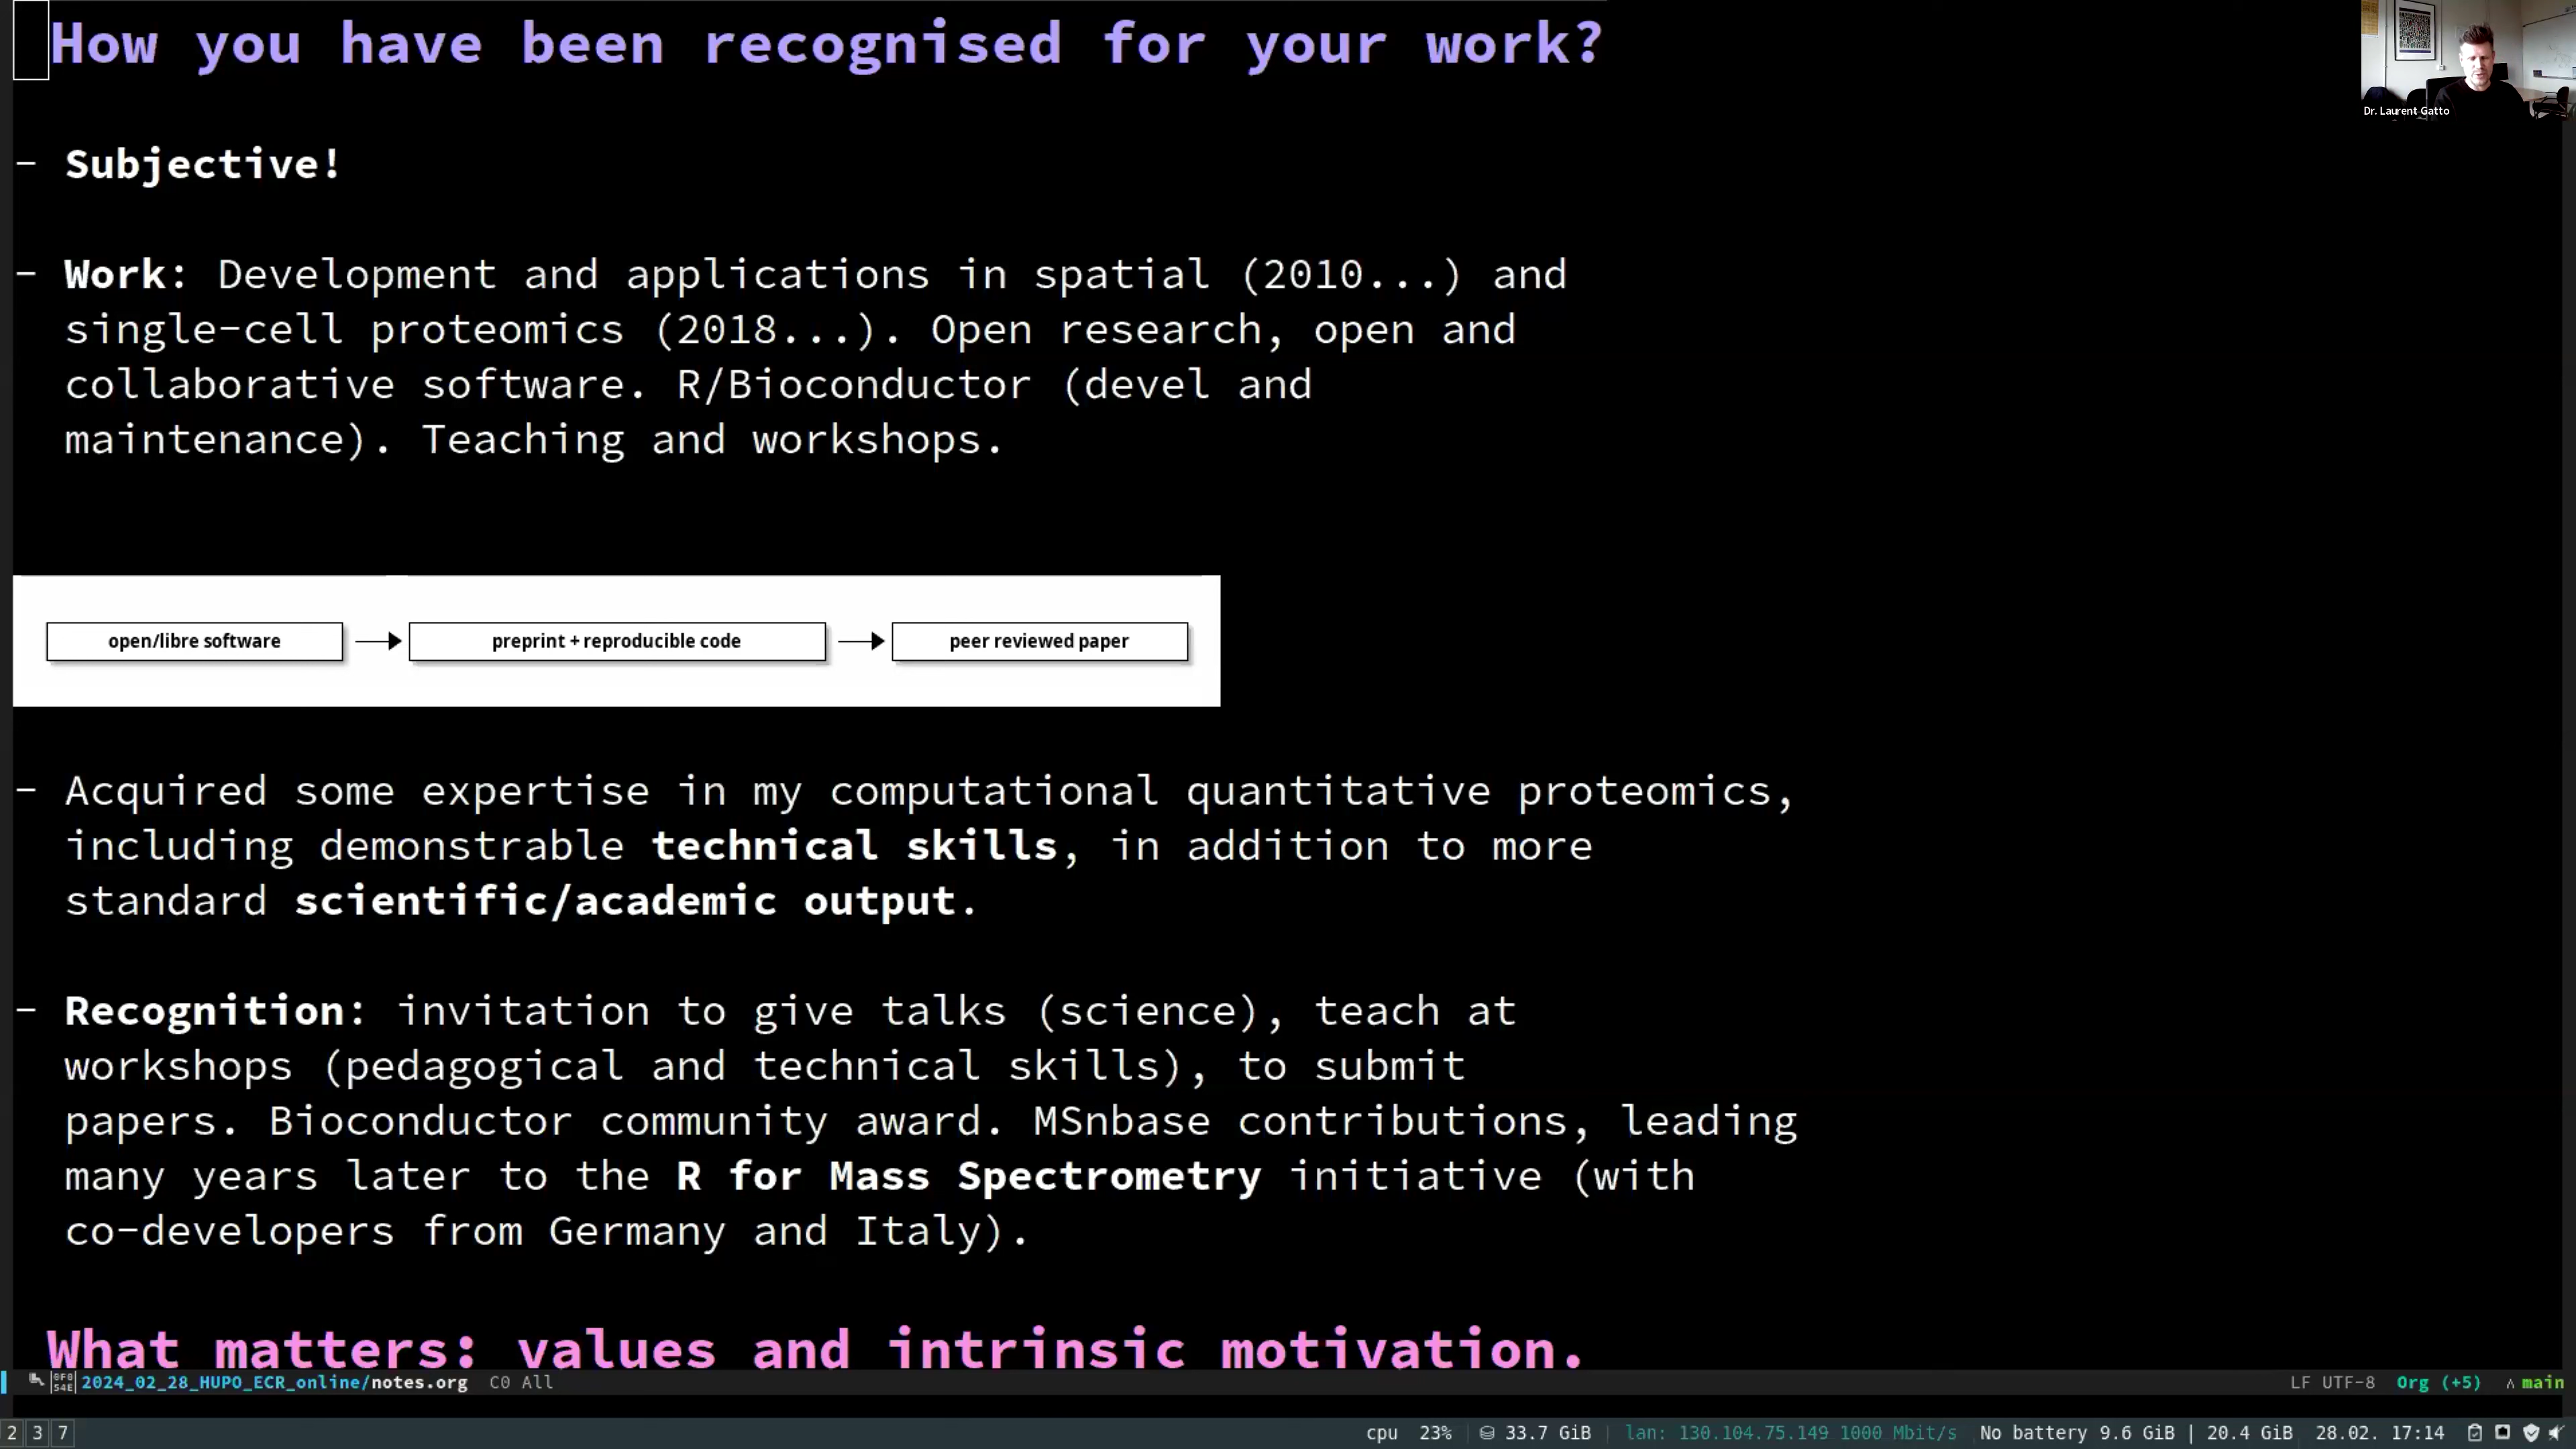 How you have been recognised for your work?
Dr. Laurent Gatto
- Subjective!
- Work: Development and applications in spatial (2010...) and
single-cell proteomics (2018...). Open research, open and
collaborative software. R/Bioconductor (devel and
maintenance). Teaching and workshops.
open/libre software
preprint + reproducible code
peer reviewed paper
- Acquired some expertise in my computational quantitative proteomics,
including demonstrable technical skills, in addition to more
standard scientific/academic output.
- Recognition: invitation to give talks (science), teach at
workshops (pedagogical and technical skills), to submit
papers. Bioconductor community award. MSnbase contributions, leading
many years later to the R for Mass Spectrometry initiative (with
co-developers from Germany and Italy).
What matters: values and intrinsic motivation.
2024_02_28_HUPO_ECR_online/notes.org C0 All LF UTF-8 Org (+5) main
2 3 7 cpu 23% 33.7 GiB | lan: 130.104.75.149 1000 Mbit/s | No battery 9.6 GiB | 20.4 GiB 28.02. 17:14